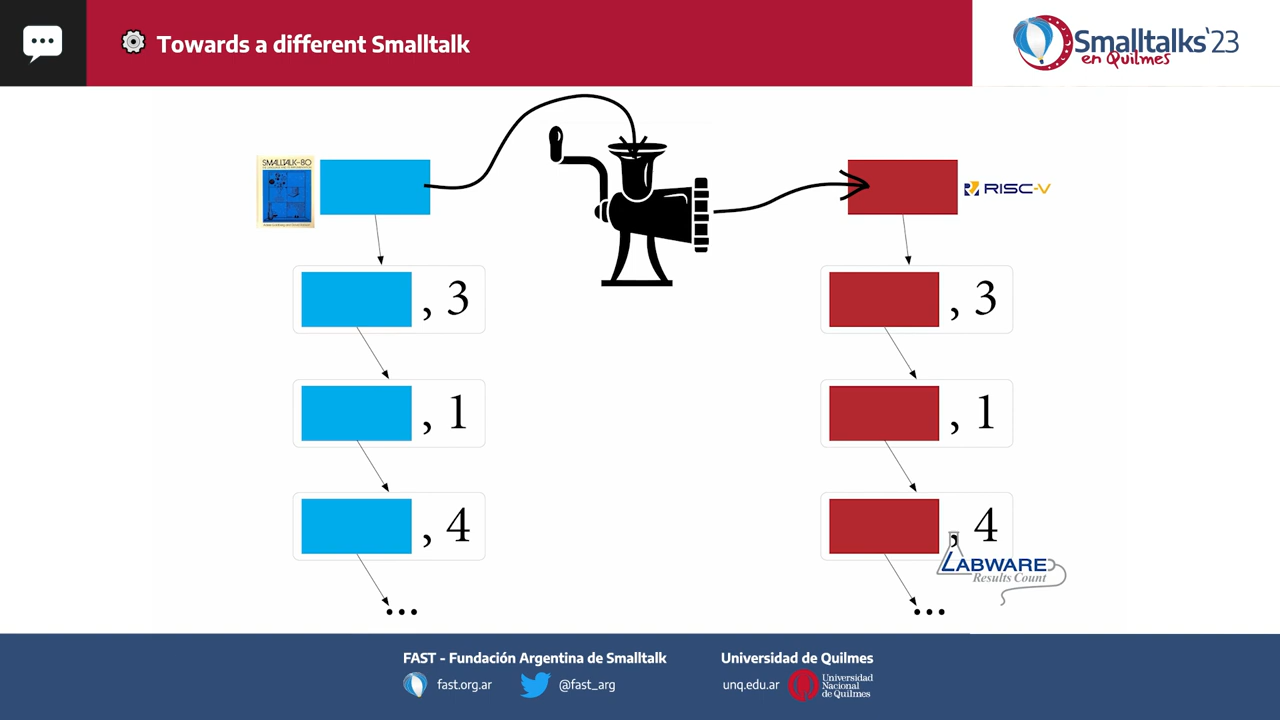 Towards a different Smalltalk
Smalltalks'23
en Quilmes
SMALLTALK-80
RISC-V
, 3
, 3
, 1
, 1
, 4
, 4
LABWARE
Results Count
...
...
FAST - Fundación Argentina de Smalltalk
fast.org.ar
@fast_arg
Universidad de Quilmes
unq.edu.ar
Universidad
Nacional
de Quilmes